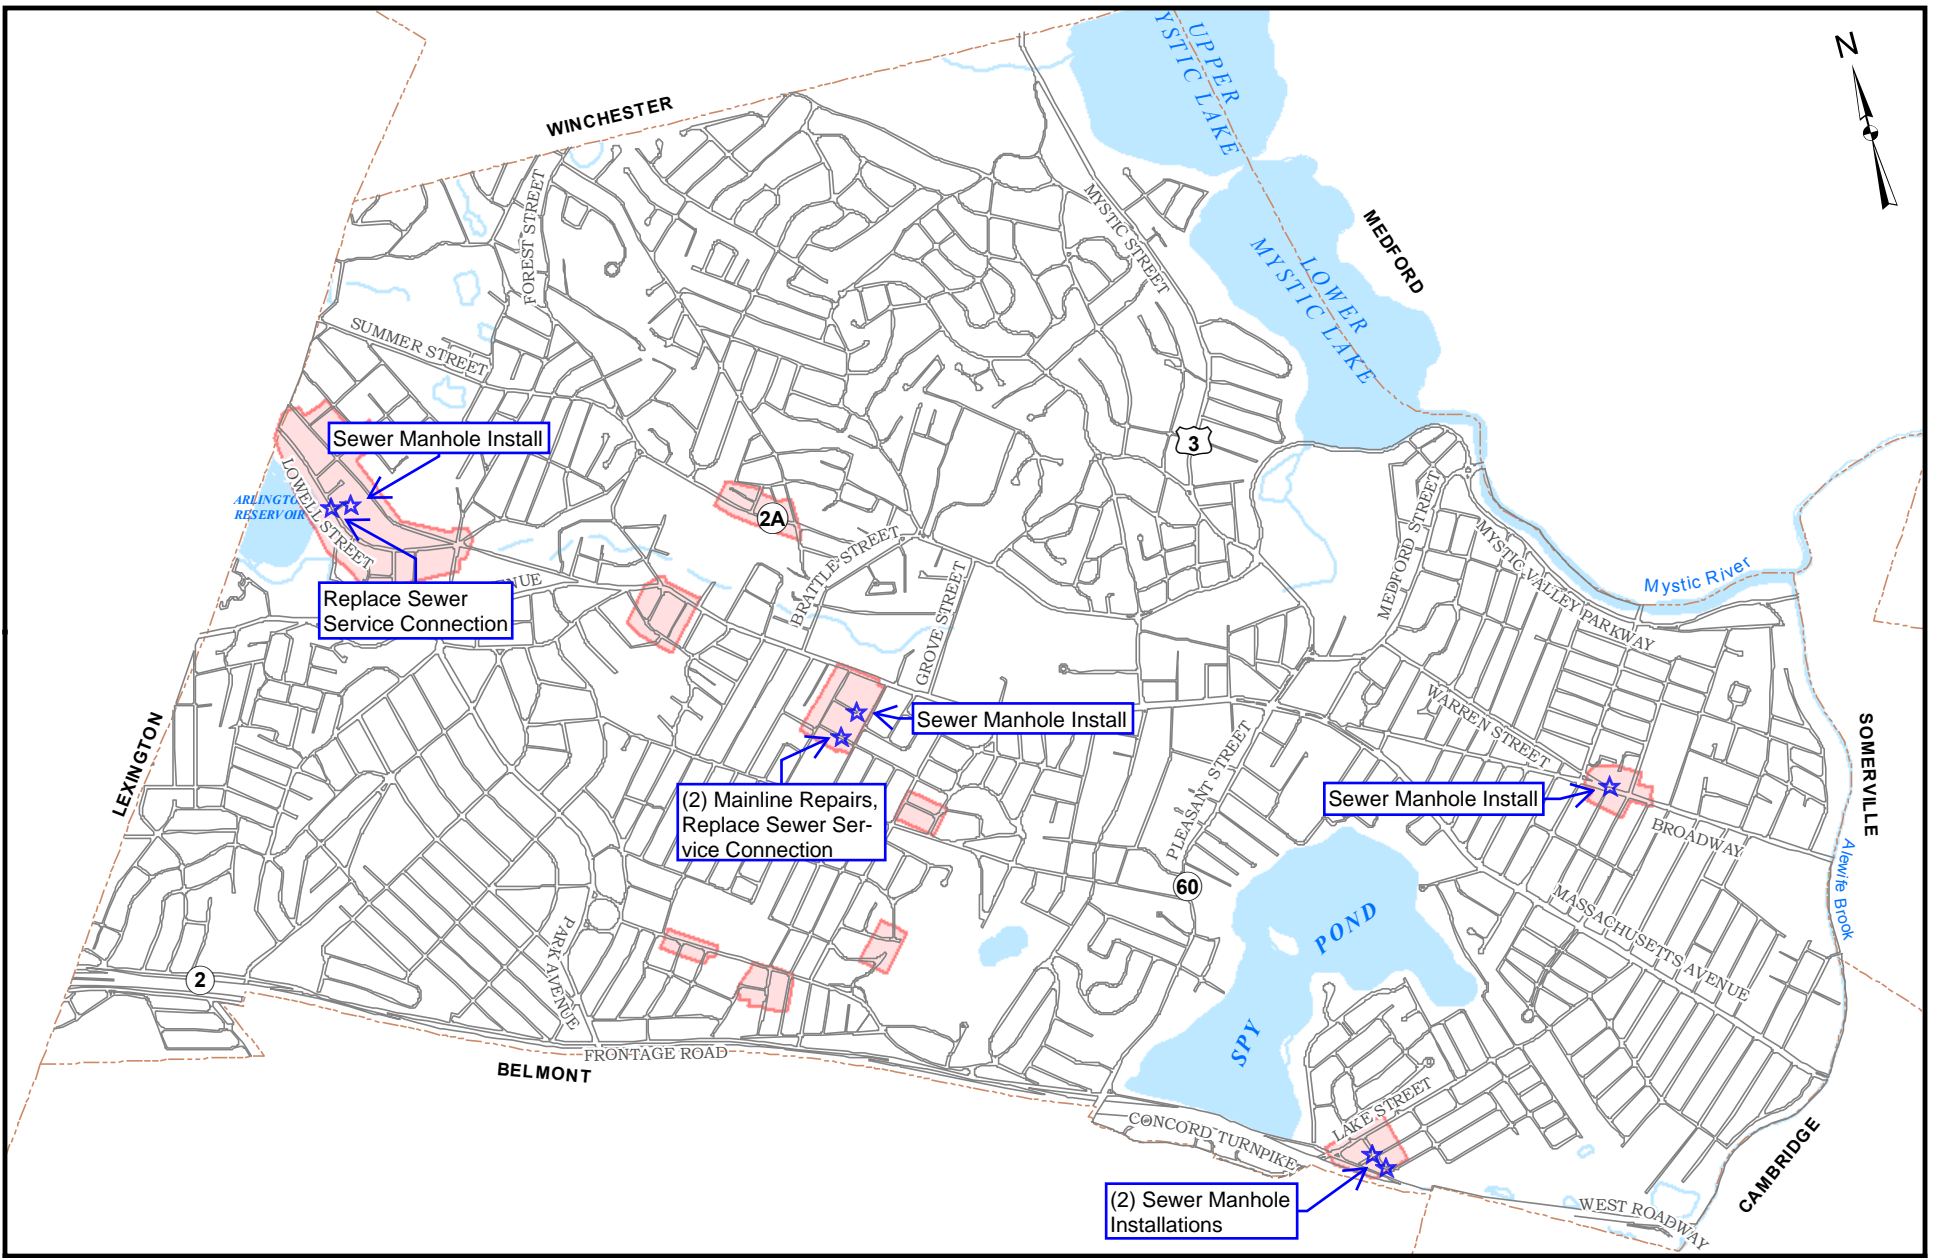 N
UPPER
MYSTIC LAKE
WINCHESTER
MEDFORD
LOWER
MYSTIC LAKE
FOREST STREET
MYSTIC STREET
SUMMER STREET
3
Sewer Manhole Install
LOWELL STREET
ARLINGTON
RESERVOIR
2A
BRATTLE STREET
MEDFORD STREET
MYSTIC VALLEY PARKWAY
Mystic River
Replace Sewer
Service Connection
GROVE STREET
Sewer Manhole Install
WARREN STREET
PLEASANT STREET
LEXINGTON
SOMERVILLE
(2) Mainline Repairs,
Replace Sewer Ser-
vice Connection
Sewer Manhole Install
BROADWAY
Alewife Brook
60
MASSACHUSETTS AVENUE
SPY POND
PARK AVENUE
2
FRONTAGE ROAD
BELMONT
LAKE STREET
CONCORD TURNPIKE
CAMBRIDGE
(2) Sewer Manhole
Installations
WEST ROADWAY